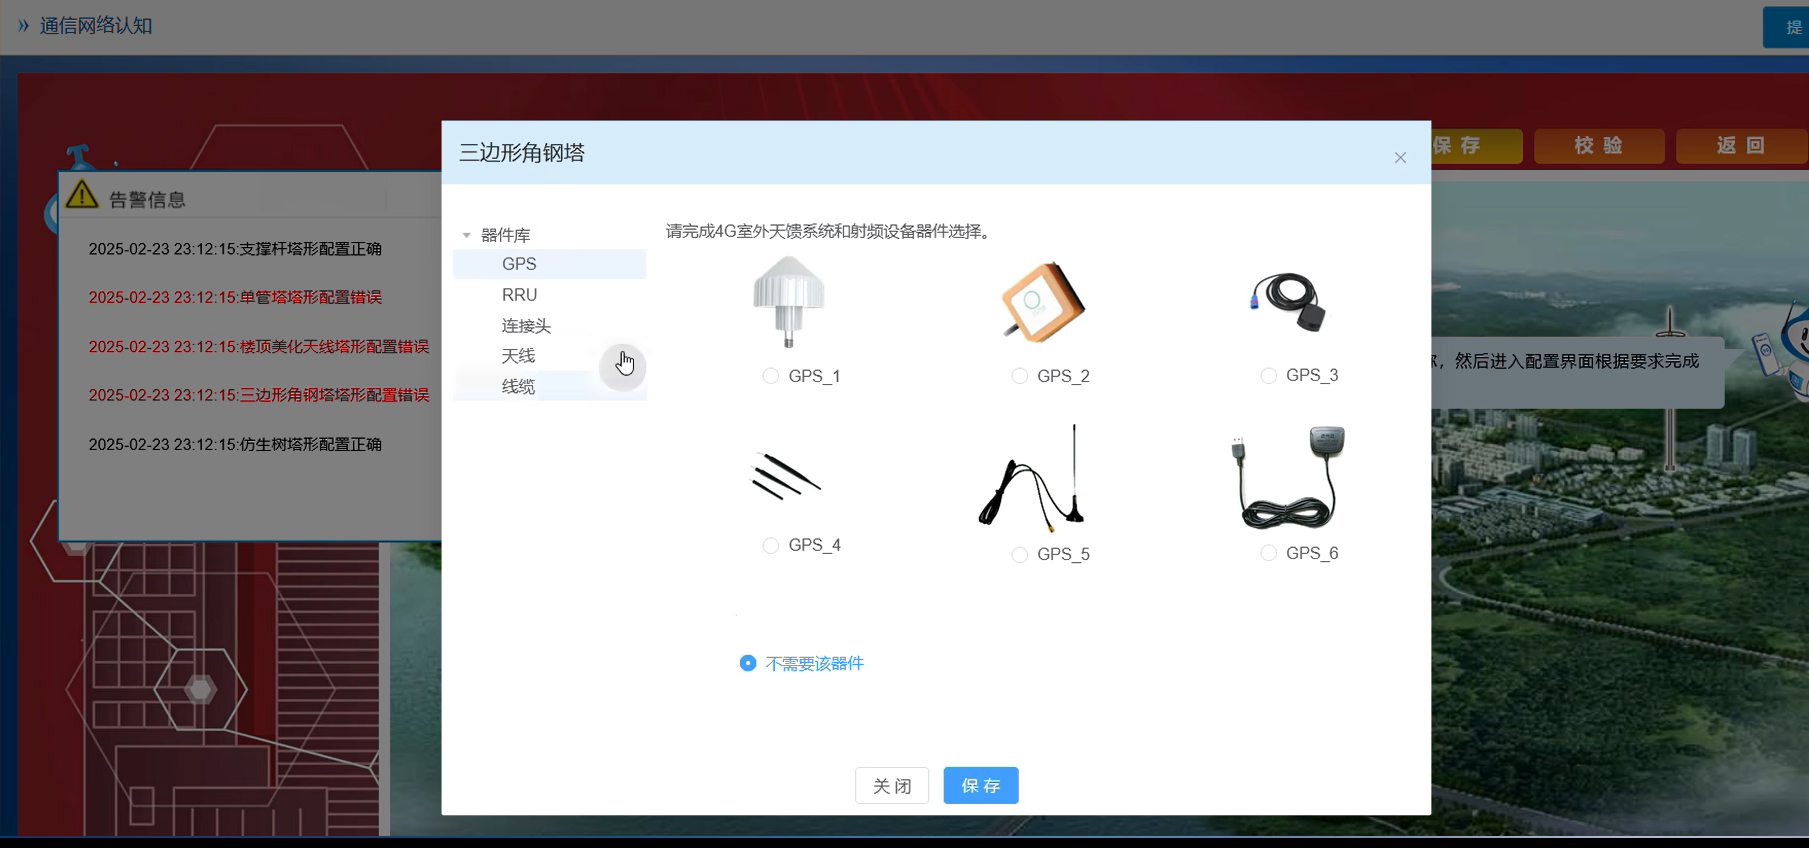 » 通信网络认知
提
保存
校验
返回
三边形角钢塔
×
告警信息
2025-02-23 23:12:15:支撑杆塔形配置正确
2025-02-23 23:12:15:单管塔塔形配置错误
2025-02-23 23:12:15:楼顶美化天线塔形配置错误
2025-02-23 23:12:15:三边形角钢塔塔形配置错误
2025-02-23 23:12:15:仿生树塔形配置正确
器件库
GPS
RRU
连接头
天线
线缆
请完成4G室外天馈系统和射频设备器件选择。
GPS_1
GPS_2
GPS_3
GPS_4
GPS_5
GPS_6
不需要该器件
关闭
保存
，然后进入配置界面根据要求完成